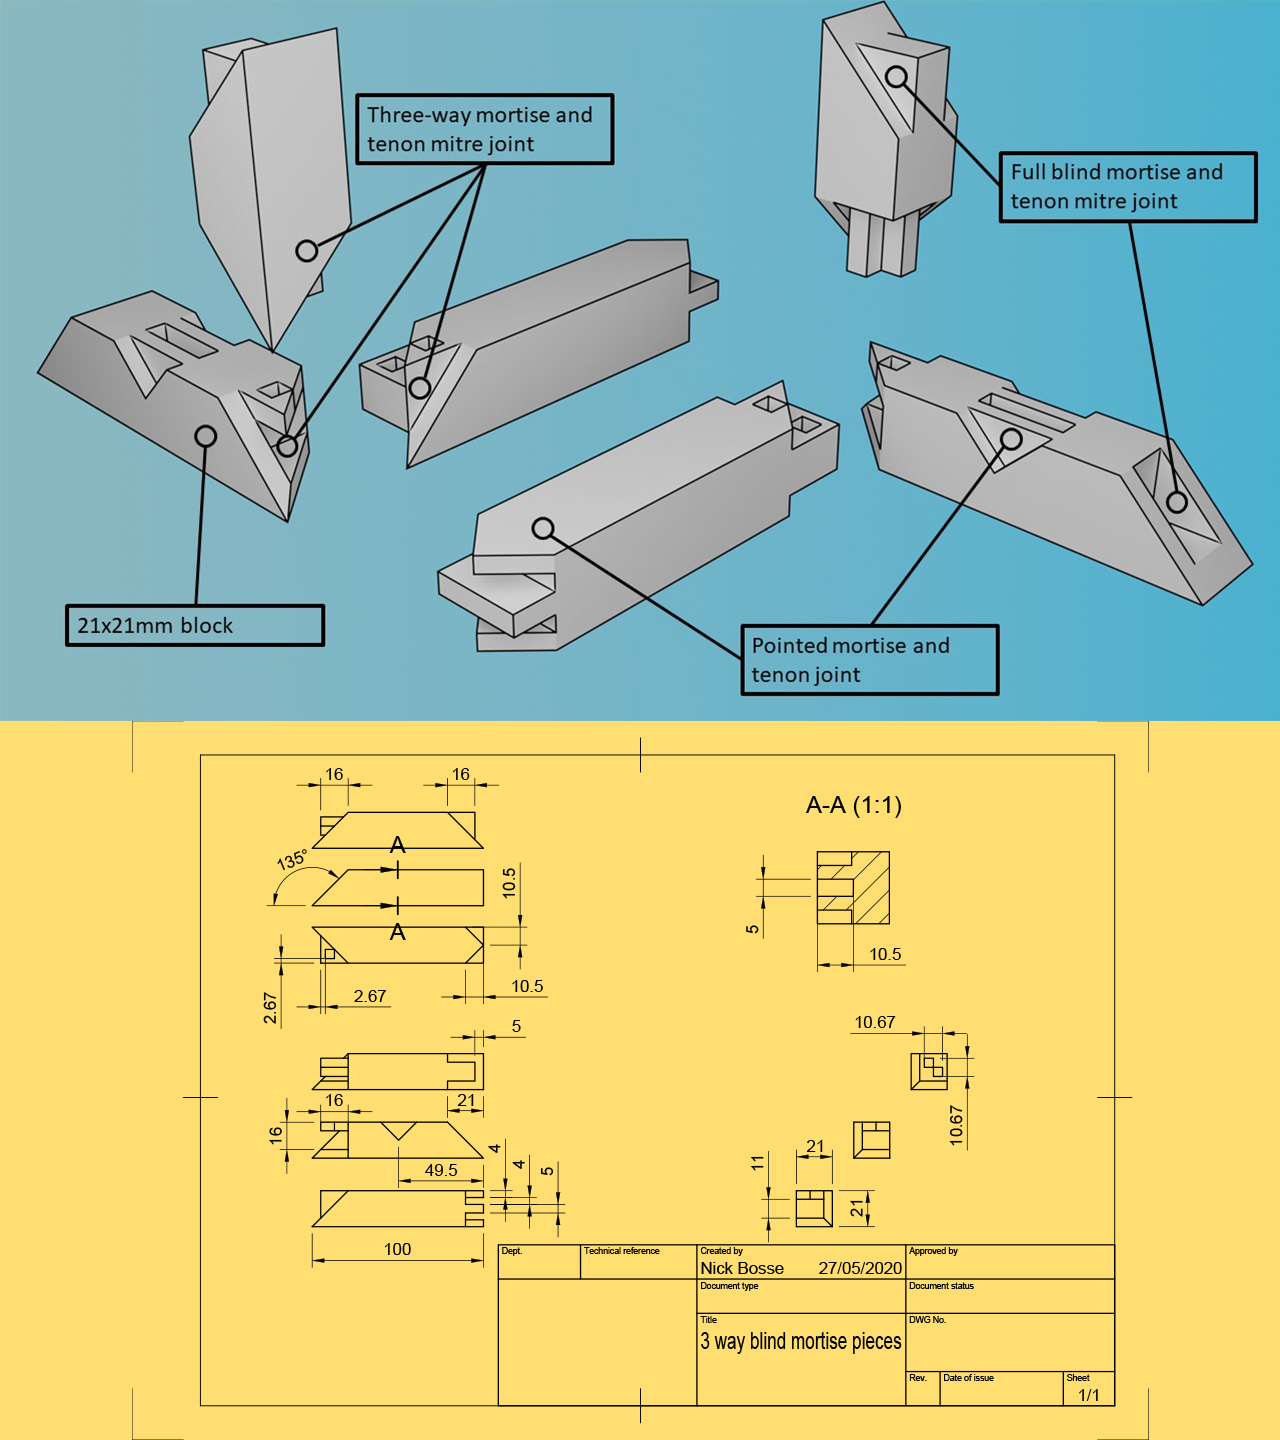 Three-way mortise and
tenon mitre joint
Full blind mortise and
tenon mitre joint
21x21mm block
Pointed mortise and
tenon joint
16
16
A-A (1:1)
A
135°
10.5
A
5
10.5
2.67
2.67
10.5
5
10.67
10.67
16
21
16
49.5
4
4
5
11
21
21
100
Dept.
Technical reference
Created by
Approved by
Nick Bosse
27/05/2020
Document type
Document status
Title
DWG No.
3 way blind mortise pieces
Rev.
Date of issue
Sheet
1/1